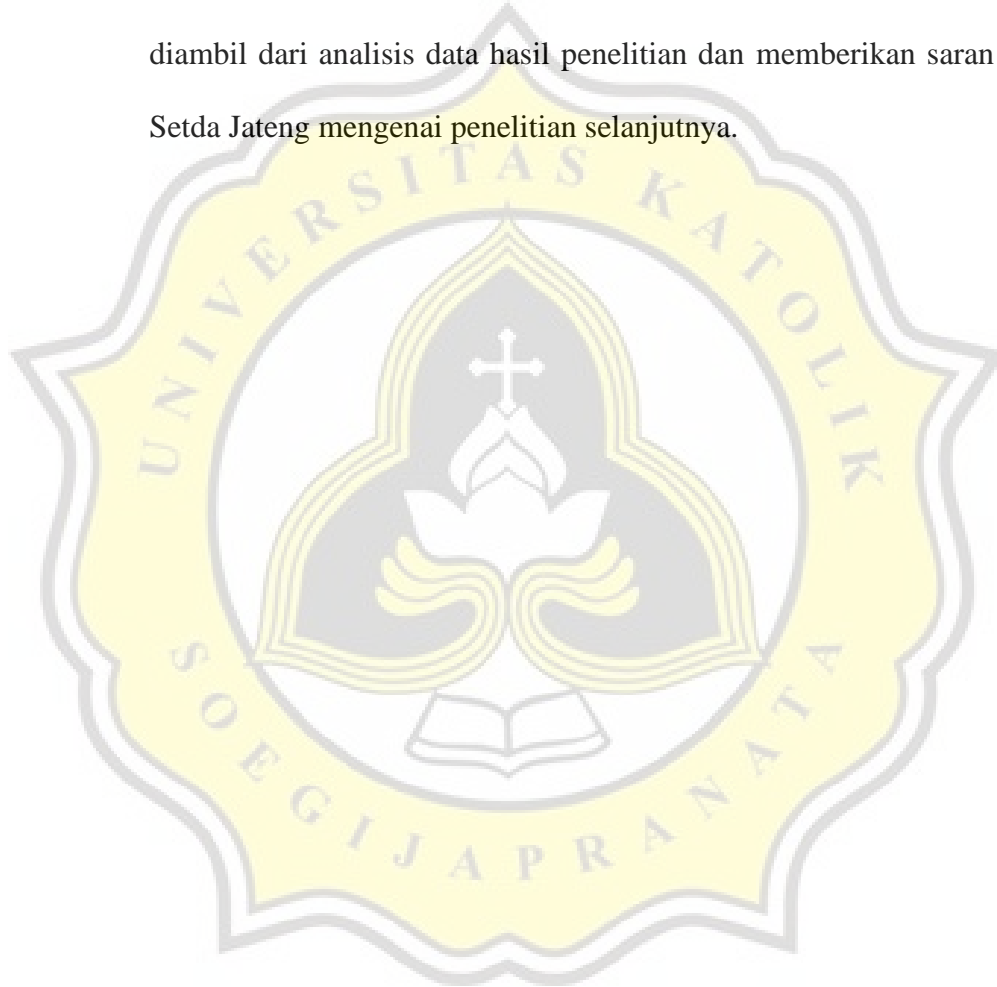 diambil dari analisis data hasil penelitian dan memberikan saran
Setda Jateng mengenai penelitian selanjutnya.
UNIVERSITAS KATOLIK
SOEGIJAPRANATA